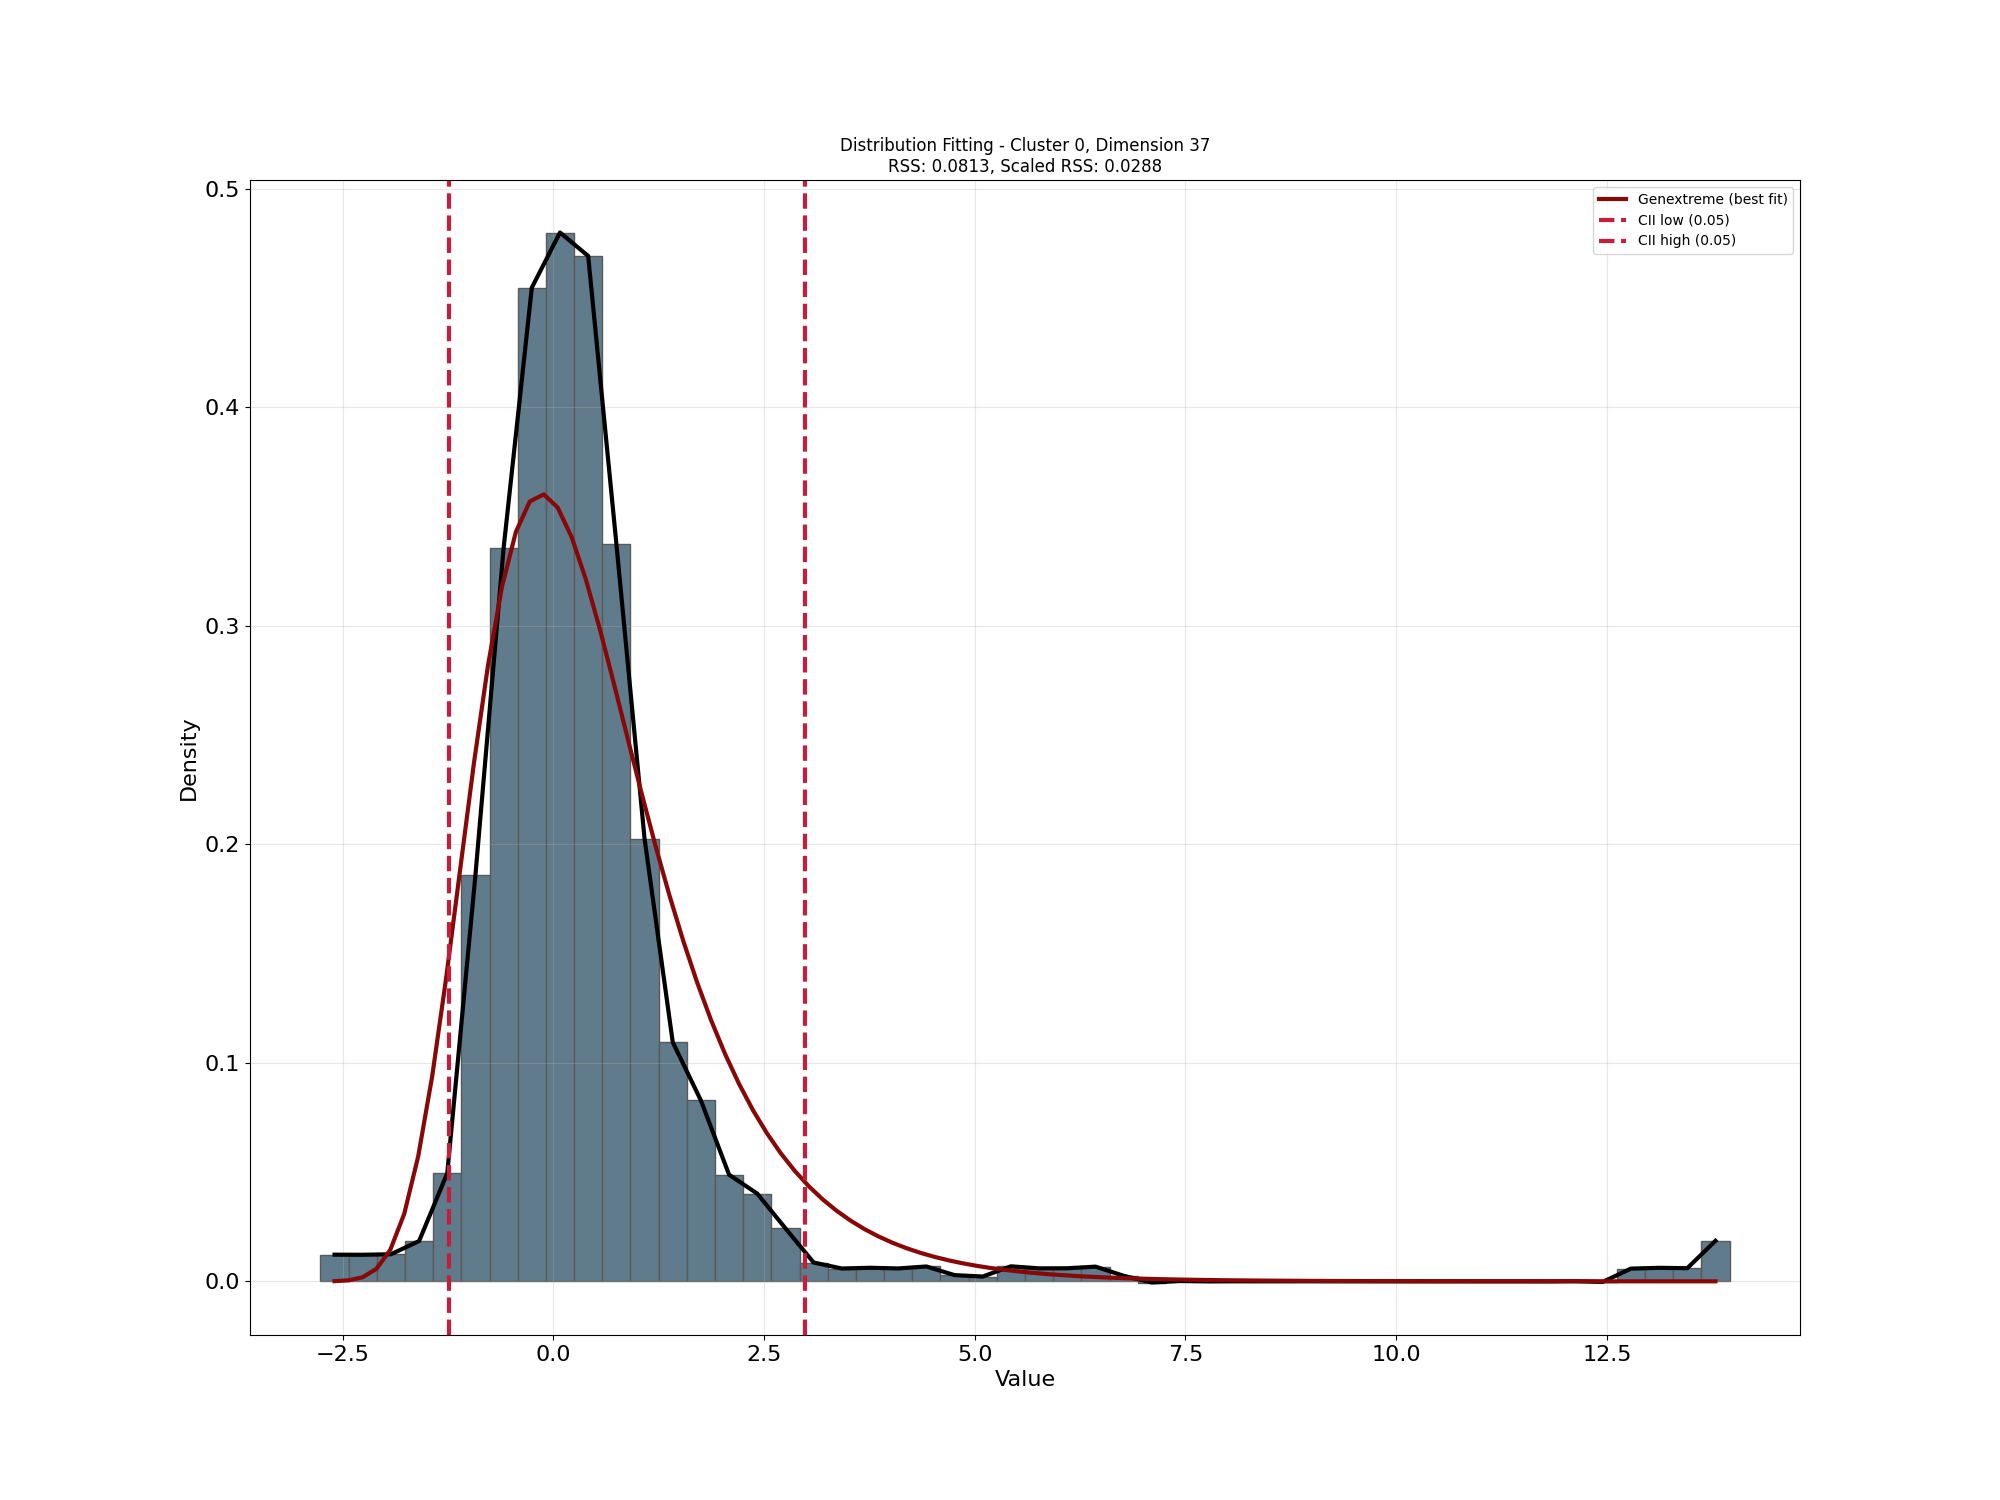 Distribution Fitting - Cluster 0, Dimension 37
RSS: 0.0813, Scaled RSS: 0.0288
Genextreme (best fit)
CII low (0.05)
CII high (0.05)
0.5
0.4
0.3
0.2
0.1
0.0
Density
−2.5 0.0 2.5 5.0 7.5 10.0 12.5
Value